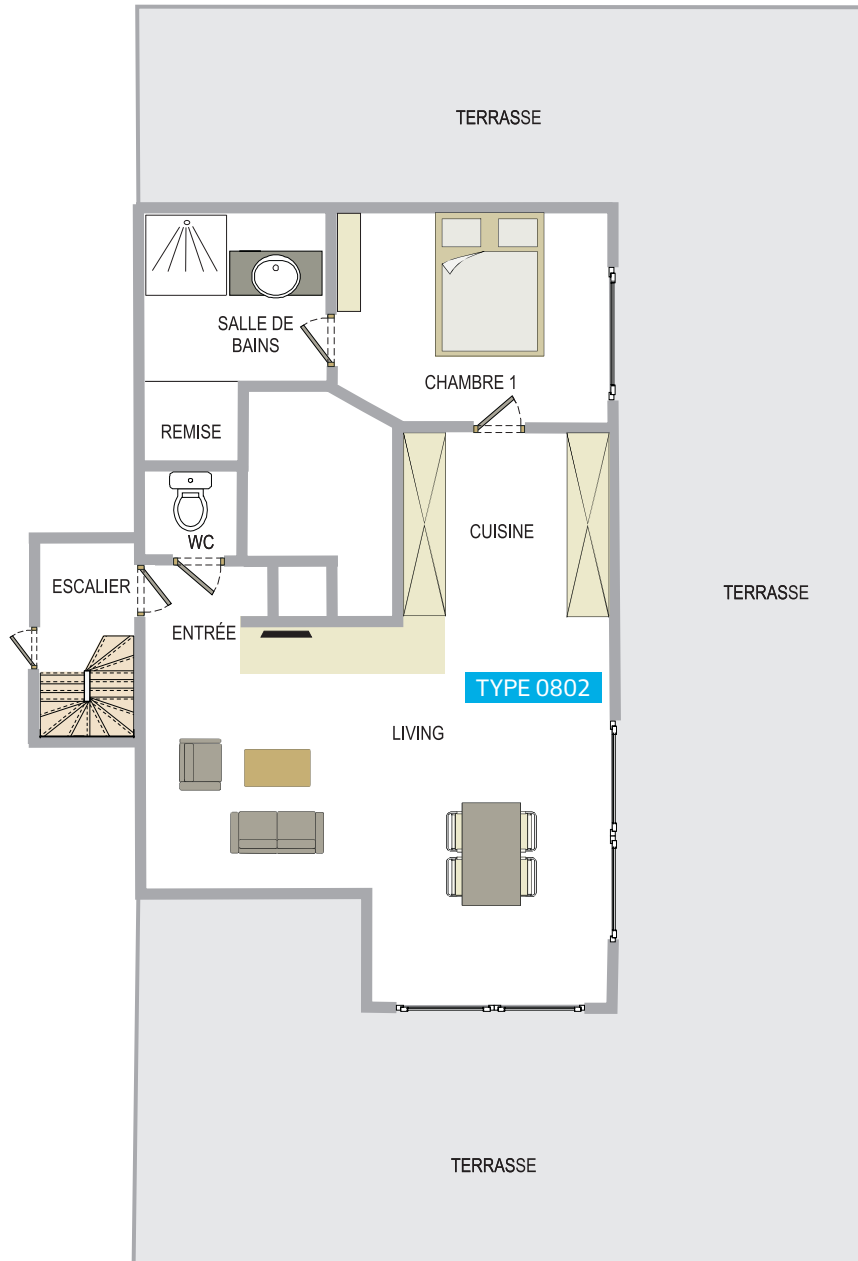 TERRASSE
SALLE DE
BAINS
CHAMBRE 1
REMISE
WC
CUISINE
ESCALIER
TERRASSE
ENTRÉE
TYPE 0802
LIVING
TERRASSE